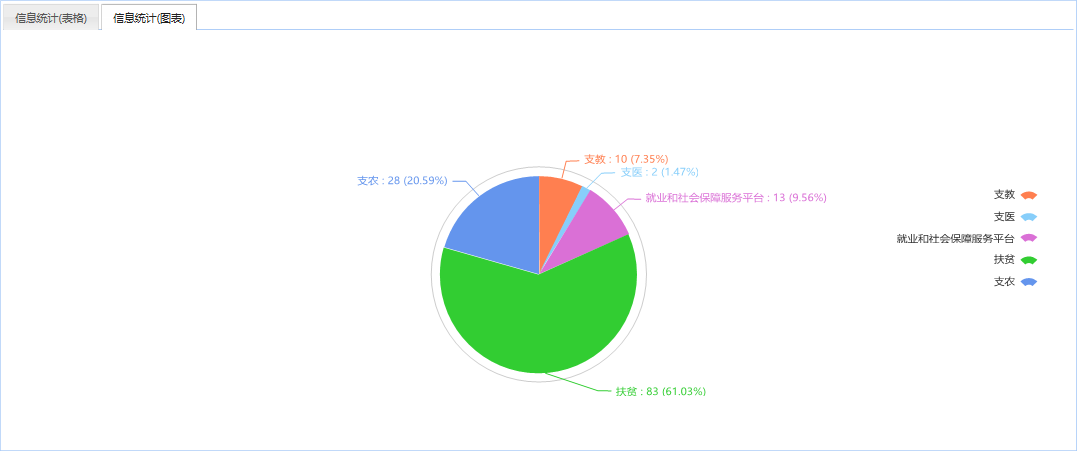 信息统计(表格)
信息统计(图表)
支教 : 10 (7.35%)
支医 : 2 (1.47%)
支农 : 28 (20.59%)
就业和社会保障服务平台 : 13 (9.56%)
扶贫 : 83 (61.03%)
支教
支医
就业和社会保障服务平台
扶贫
支农